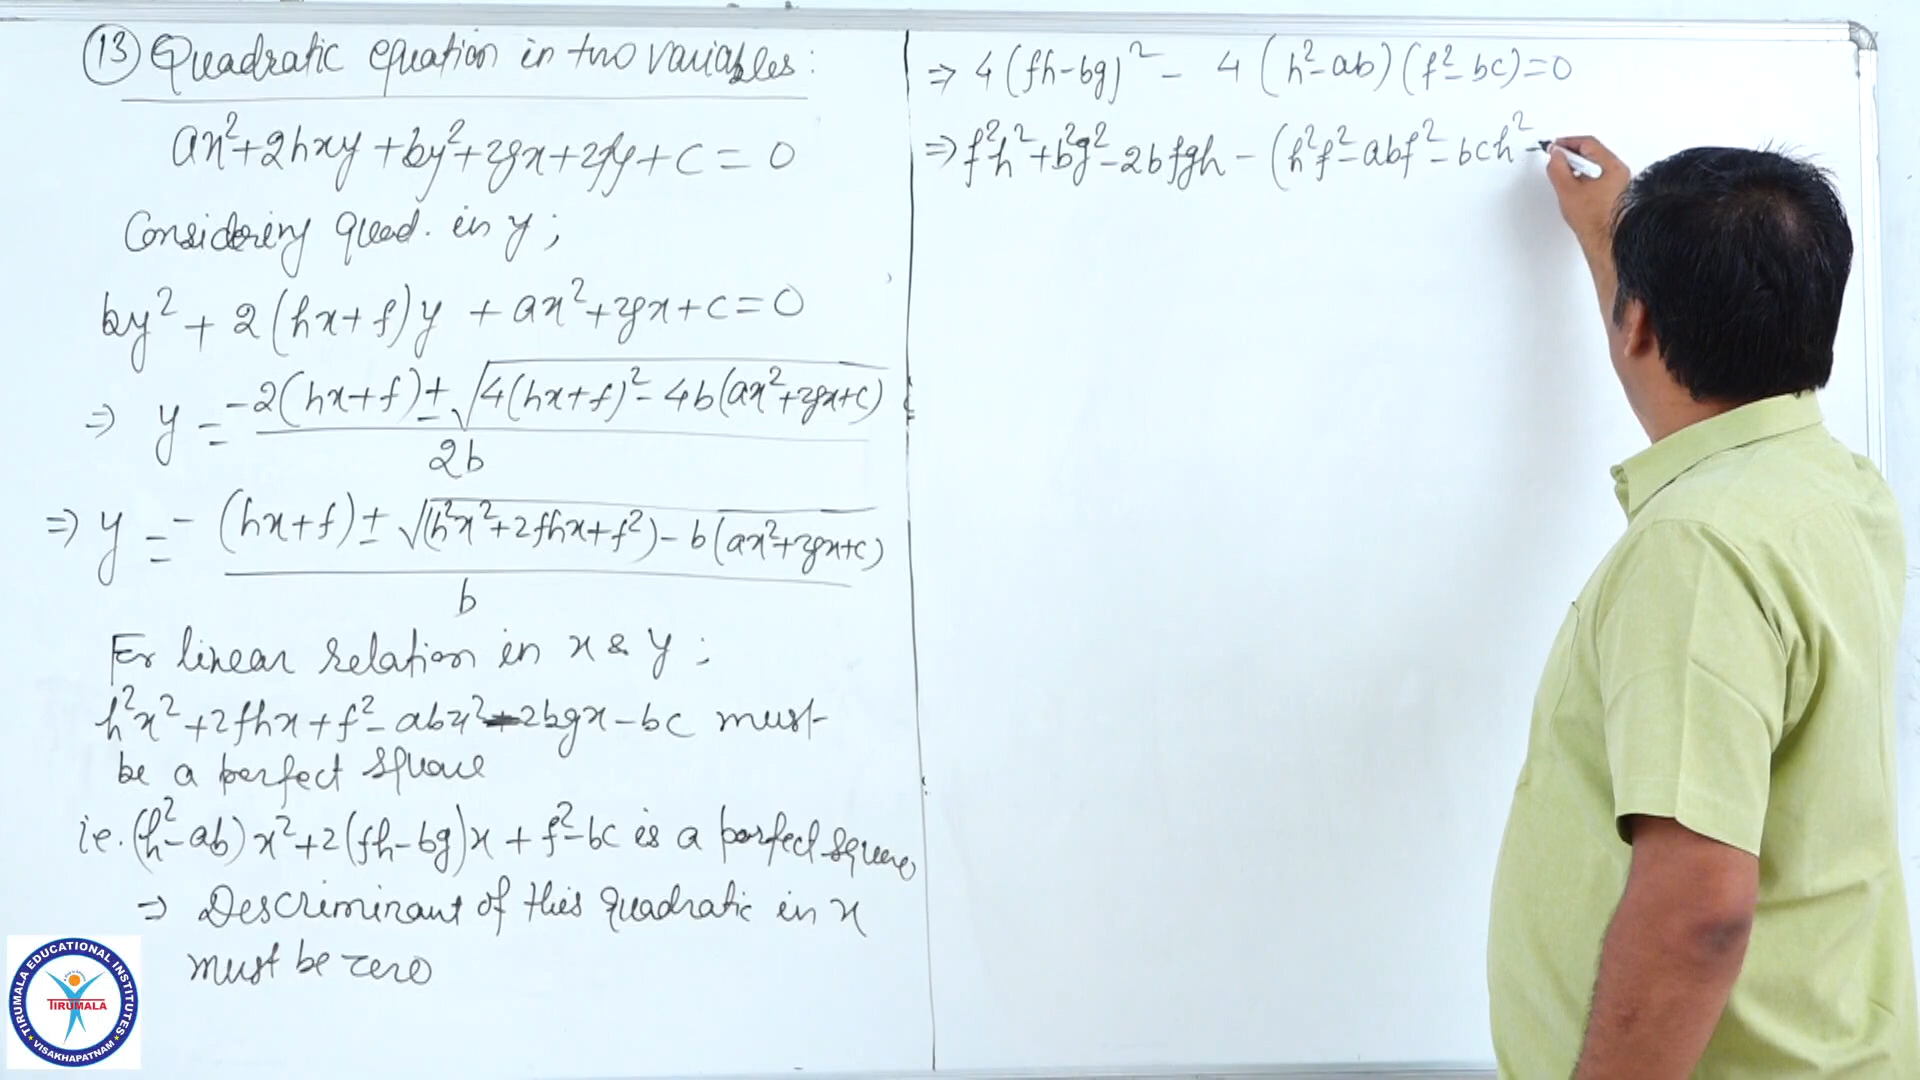 (13) Quadratic equation in two variables:
ax²+2hxy+by²+2gx+2fy+c=0
Considering quad. in y;
by²+2(hx+f)y+ax²+2gx+c=0
⇒ y = -2(hx+f)±√4(hx+f)²-4b(ax²+2gx+c)
2b
⇒ y = -(hx+f)±√(h²x²+2fhx+f²)-b(ax²+2gx+c)
b
For linear relation in x & y;
h²x²+2fhx+f²-abx²-2bgx-bc must
be a perfect square
i.e. (h²-ab)x²+2(fh-bg)x+f²-bc is a perfect square
⇒ Descriminant of this quadratic in x
must be zero
⇒ 4(fh-bg)²-4(h²-ab)(f²-bc)=0
⇒ f²h²+b²g²-2bfgh-(h²f²-abf²-bch²-
TIRUMALA EDUCATIONAL INSTITUTES
TIRUMALA
VISAKHAPATNAM